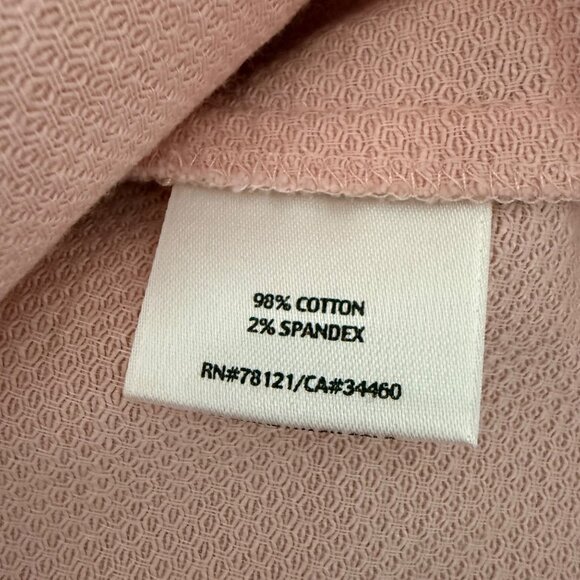 98% COTTON
2% SPANDEX
RN#78121/CA#34460